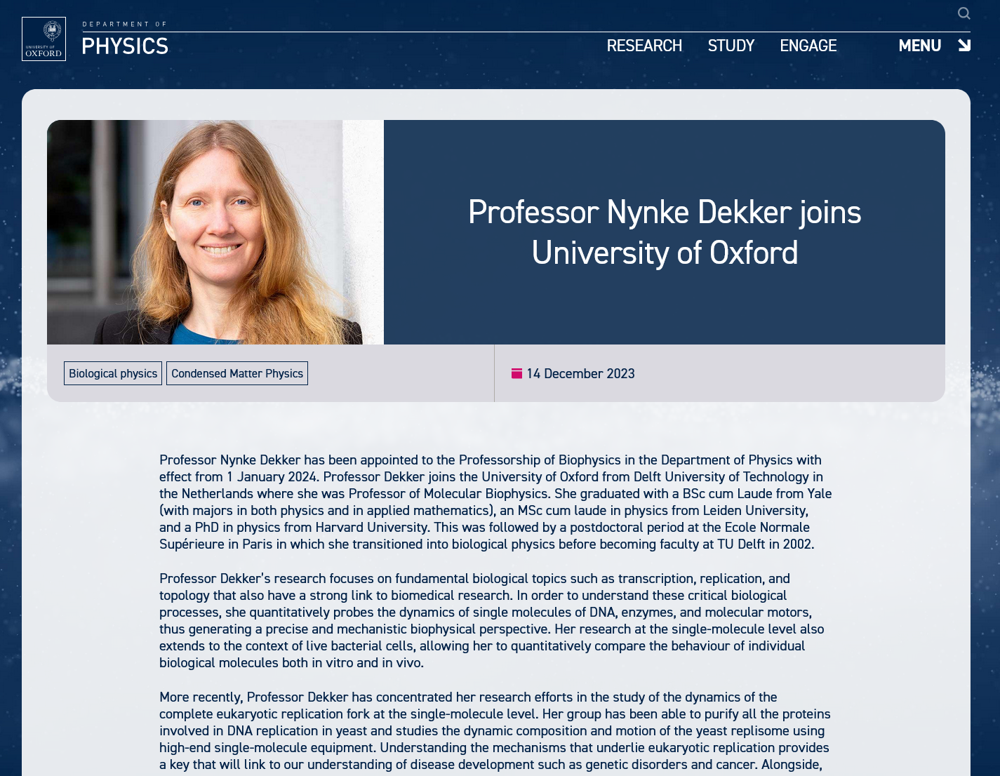 UNIVERSITY OF
OXFORD
DEPARTMENT OF
PHYSICS
RESEARCH
STUDY
ENGAGE
MENU
Professor Nynke Dekker joins
University of Oxford
Biological physics
Condensed Matter Physics
14 December 2023
Professor Nynke Dekker has been appointed to the Professorship of Biophysics in the Department of Physics with
effect from 1 January 2024. Professor Dekker joins the University of Oxford from Delft University of Technology in
the Netherlands where she was Professor of Molecular Biophysics. She graduated with a BSc cum Laude from Yale
(with majors in both physics and in applied mathematics), an MSc cum laude in physics from Leiden University,
and a PhD in physics from Harvard University. This was followed by a postdoctoral period at the Ecole Normale
Supérieure in Paris in which she transitioned into biological physics before becoming faculty at TU Delft in 2002.
Professor Dekker’s research focuses on fundamental biological topics such as transcription, replication, and
topology that also have a strong link to biomedical research. In order to understand these critical biological
processes, she quantitatively probes the dynamics of single molecules of DNA, enzymes, and molecular motors,
thus generating a precise and mechanistic biophysical perspective. Her research at the single-molecule level also
extends to the context of live bacterial cells, allowing her to quantitatively compare the behaviour of individual
biological molecules both in vitro and in vivo.
More recently, Professor Dekker has concentrated her research efforts in the study of the dynamics of the
complete eukaryotic replication fork at the single-molecule level. Her group has been able to purify all the proteins
involved in DNA replication in yeast and studies the dynamic composition and motion of the yeast replisome using
high-end single-molecule equipment. Understanding the mechanisms that underlie eukaryotic replication provides
a key that will link to our understanding of disease development such as genetic disorders and cancer. Alongside,